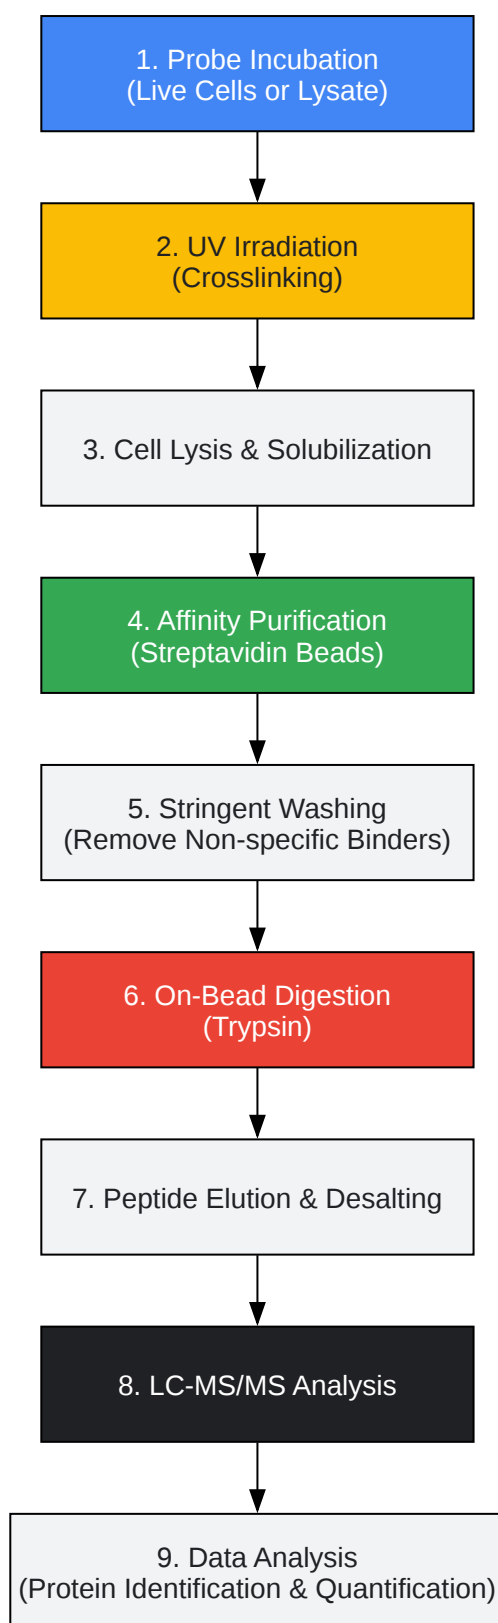 1. Probe Incubation
(Live Cells or Lysate)
2. UV Irradiation
(Crosslinking)
3. Cell Lysis & Solubilization
4. Affinity Purification
(Streptavidin Beads)
5. Stringent Washing
(Remove Non-specific Binders)
6. On-Bead Digestion
(Trypsin)
7. Peptide Elution & Desalting
8. LC-MS/MS Analysis
9. Data Analysis
(Protein Identification & Quantification)